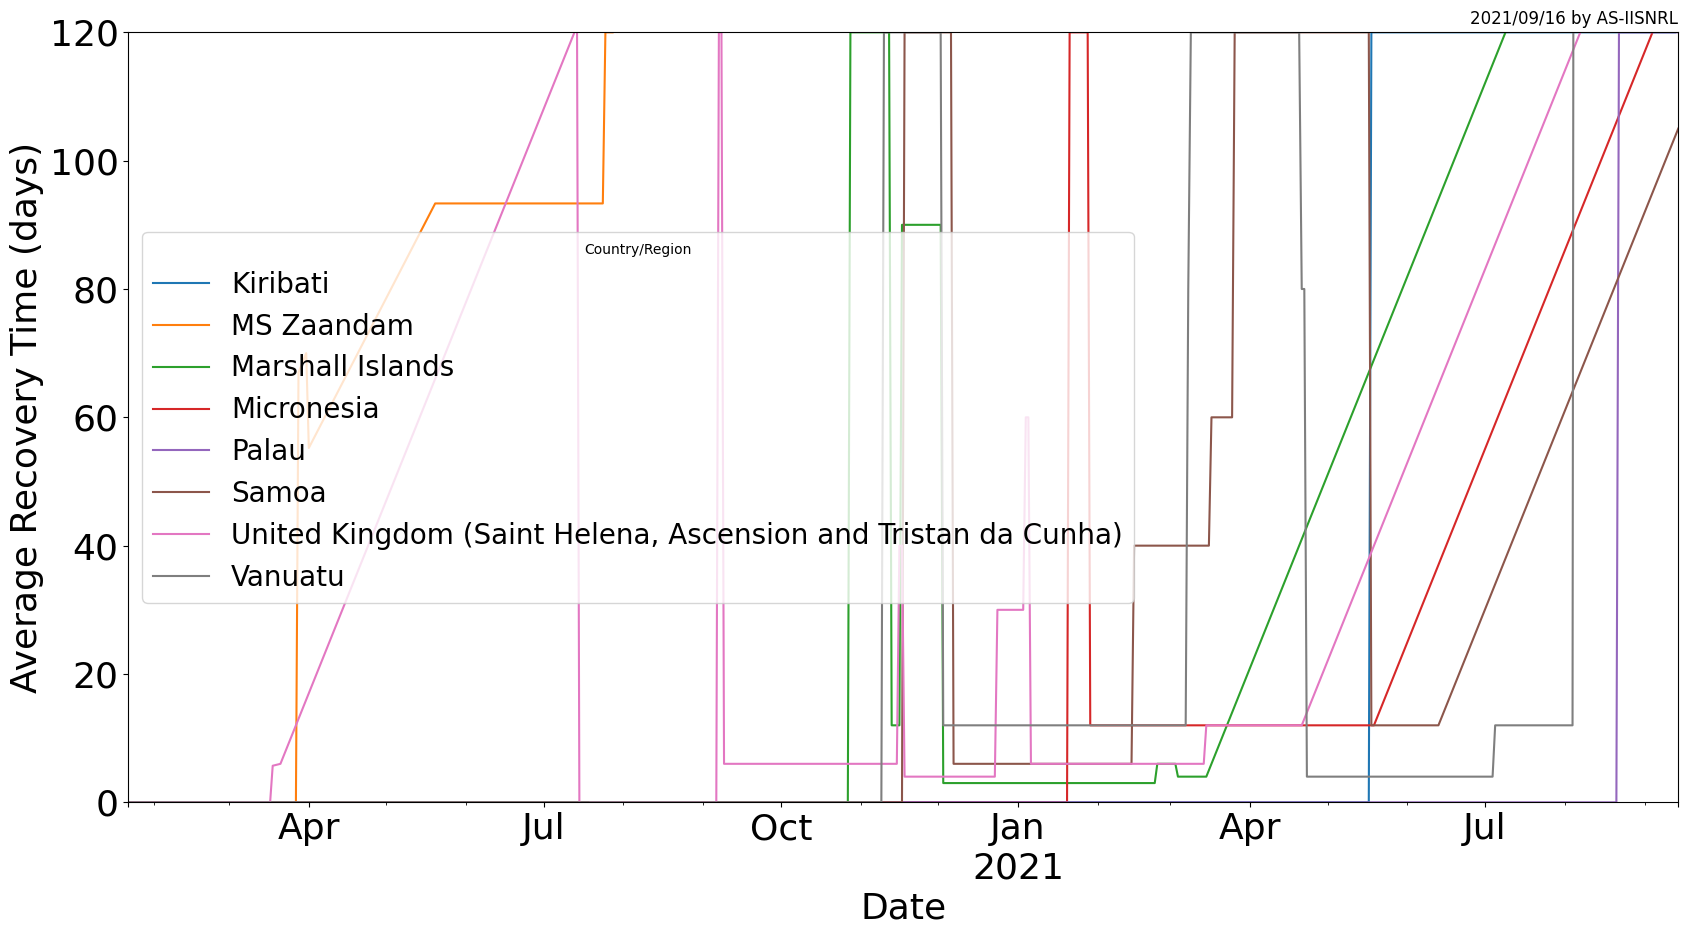 2021/09/16 by AS-IISNRL
120
100
80
60
40
20
0
Average Recovery Time (days)
Country/Region
Kiribati
MS Zaandam
Marshall Islands
Micronesia
Palau
Samoa
United Kingdom (Saint Helena, Ascension and Tristan da Cunha)
Vanuatu
Apr Jul Oct Jan Apr Jul
2021
Date